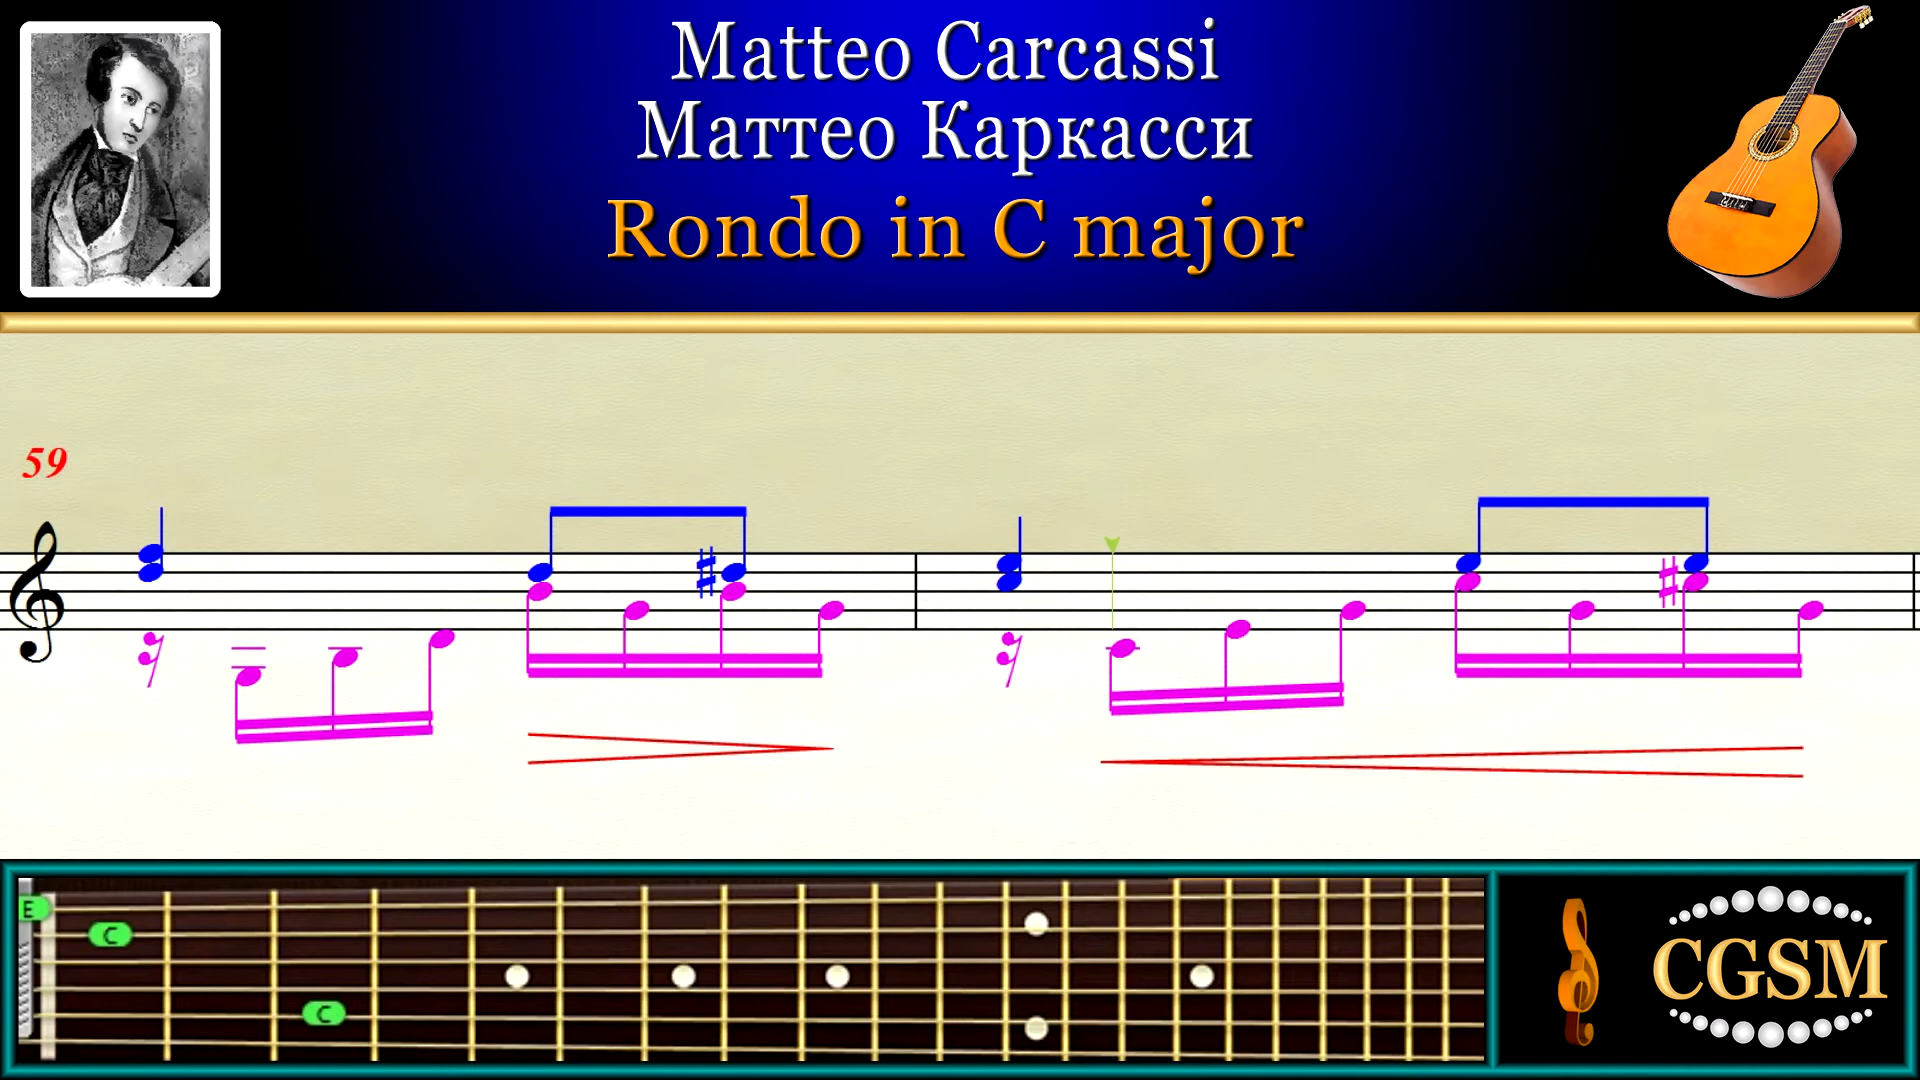 Matteo Carcassi
Маттео Каркасси
Rondo in C major
59
E
C
C
CGSM